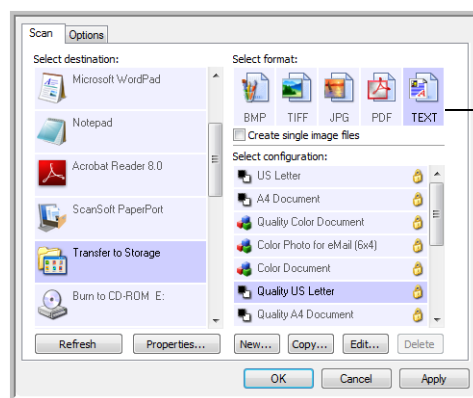 Scan
Options
Select destination:
Microsoft WordPad
Notepad
Acrobat Reader 8.0
ScanSoft PaperPort
Transfer to Storage
Burn to CD-ROM E:
Refresh
Properties...
Select format:
BMP
TIFF
JPG
PDF
TEXT
Create single image files
Select configuration:
US Letter
A4 Document
Quality Color Document
Color Photo for eMail (6x4)
Color Document
Quality US Letter
Quality A4 Document
New...
Copy...
Edit...
Delete
OK
Cancel
Apply